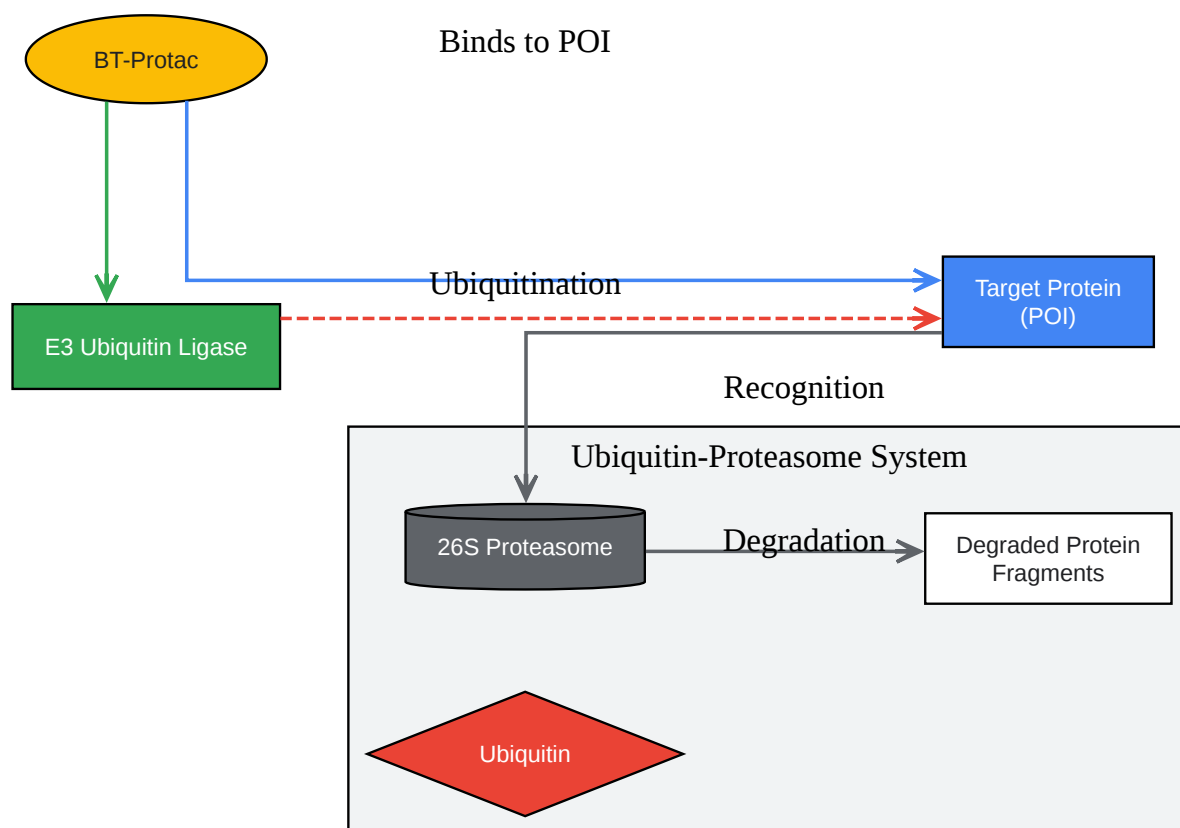 Binds to POI
BT-Protac
Ubiquitination
Target Protein
(POI)
E3 Ubiquitin Ligase
Recognition
Ubiquitin-Proteasome System
26S Proteasome
Degradation
Degraded Protein
Fragments
Ubiquitin